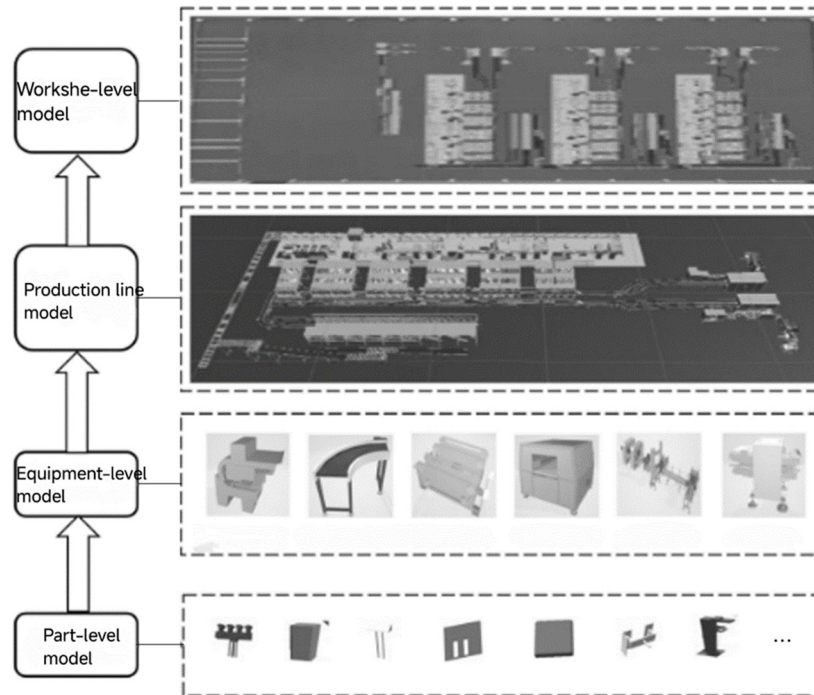 Workshe-level
model
Production line
model
Equipment-level
model
Part-level
model
...